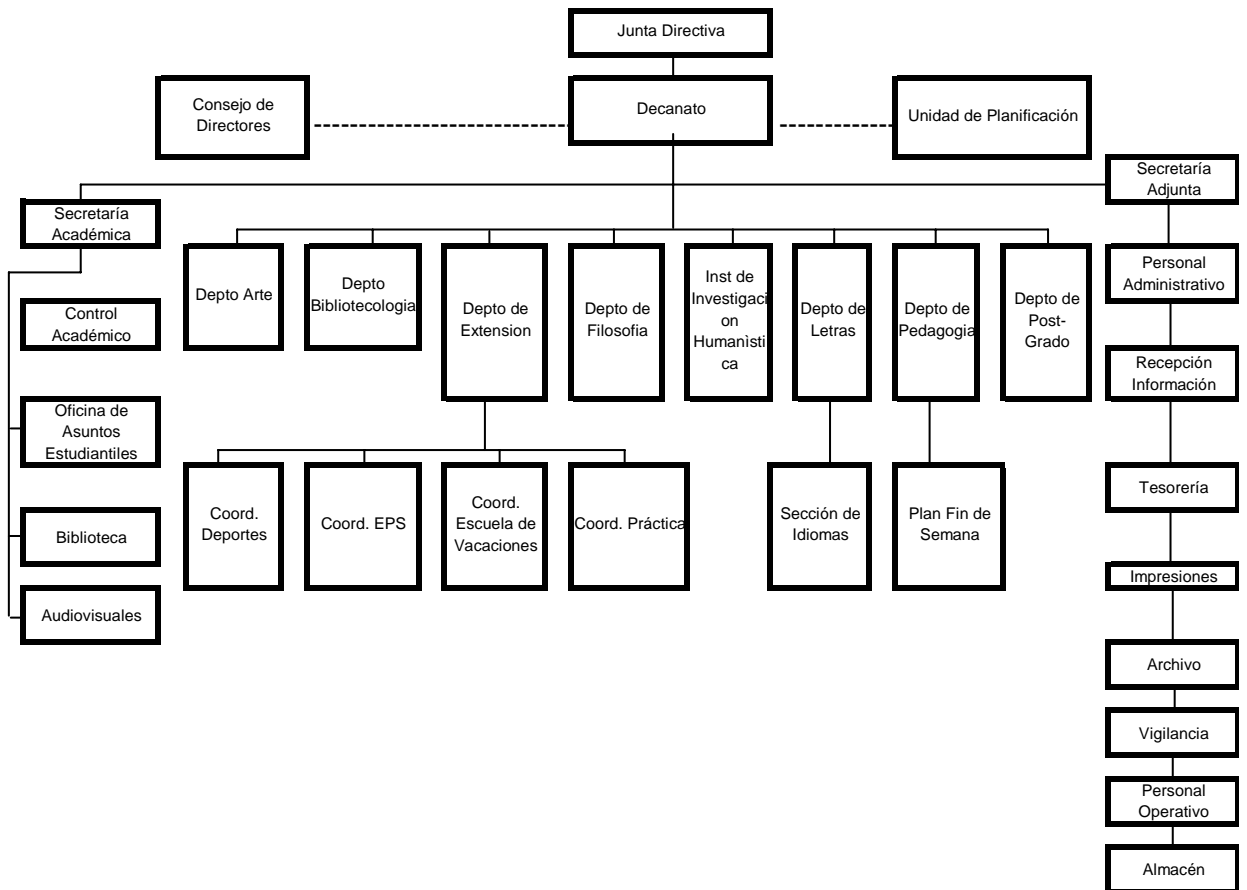 Junta Directiva
Consejo de
Directores
Decanato
Unidad de Planificación
Secretaría
Adjunta
Secretaría
Académica
Depto Arte
Depto
Bibliotecologia
Depto de
Extension
Depto de
Filosofia
Inst de
Investigaci
on
Humanìsti
ca
Depto de
Letras
Depto de
Pedagogia
Depto de
Post-
Grado
Personal
Administrativo
Control
Académico
Recepción
Información
Oficina de
Asuntos
Estudiantiles
Coord.
Deportes
Coord. EPS
Coord.
Escuela de
Vacaciones
Coord. Práctica
Sección de
Idiomas
Plan Fin de
Semana
Tesorería
Biblioteca
Impresiones
Audiovisuales
Archivo
Vigilancia
Personal
Operativo
Almacén